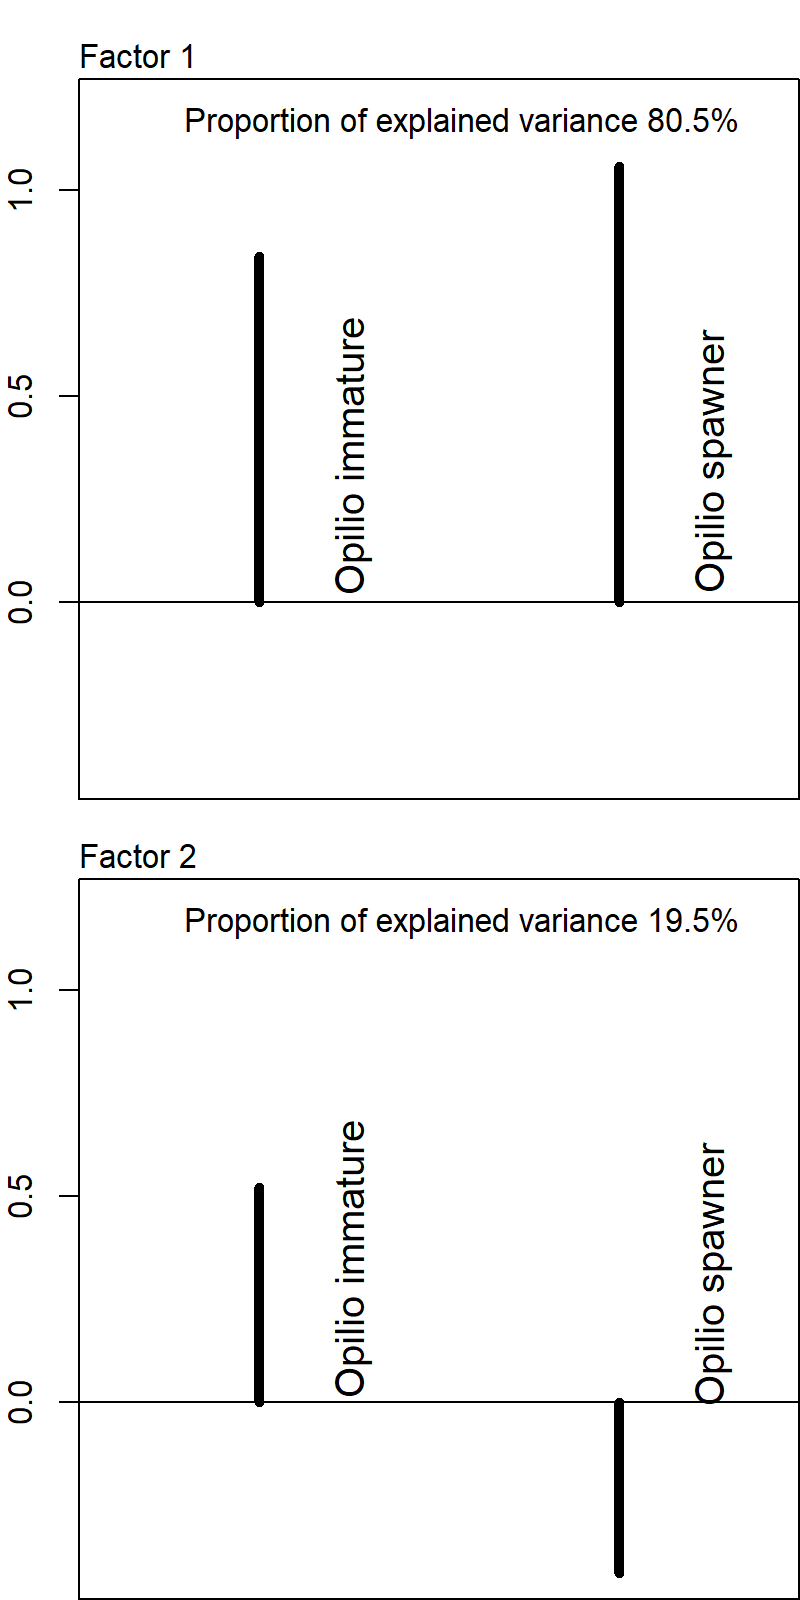 Factor 1
Proportion of explained variance 80.5%
1.0
0.5
0.0
Opilio immature
Opilio spawner
Factor 2
Proportion of explained variance 19.5%
1.0
0.5
0.0
Opilio immature
Opilio spawner